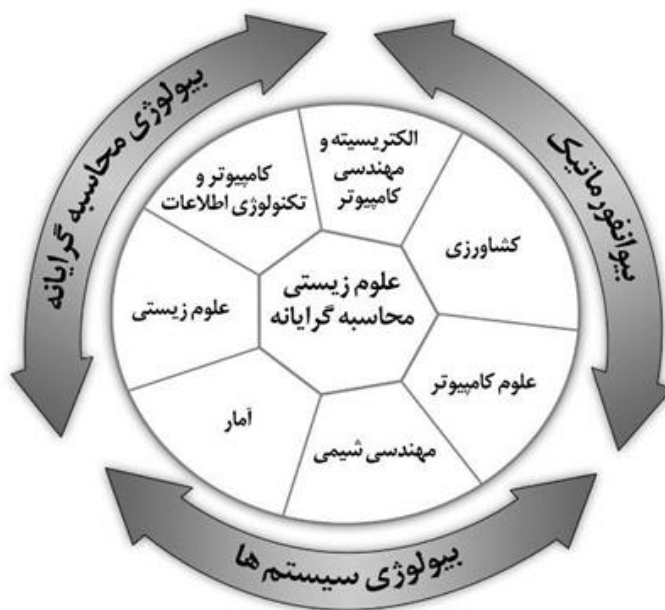 بیولوژی محاسبه گرایانه
بیوانفورماتیک
الکتریسیته و
مهندسی
کامپیوتر
کامپیوتر و
تکنولوژی اطلاعات
کشاورزی
علوم زیستی
محاسبه گرایانه
علوم زیستی
علوم کامپیوتر
آمار
مهندسی شیمی
بیولوژی سیستم ها